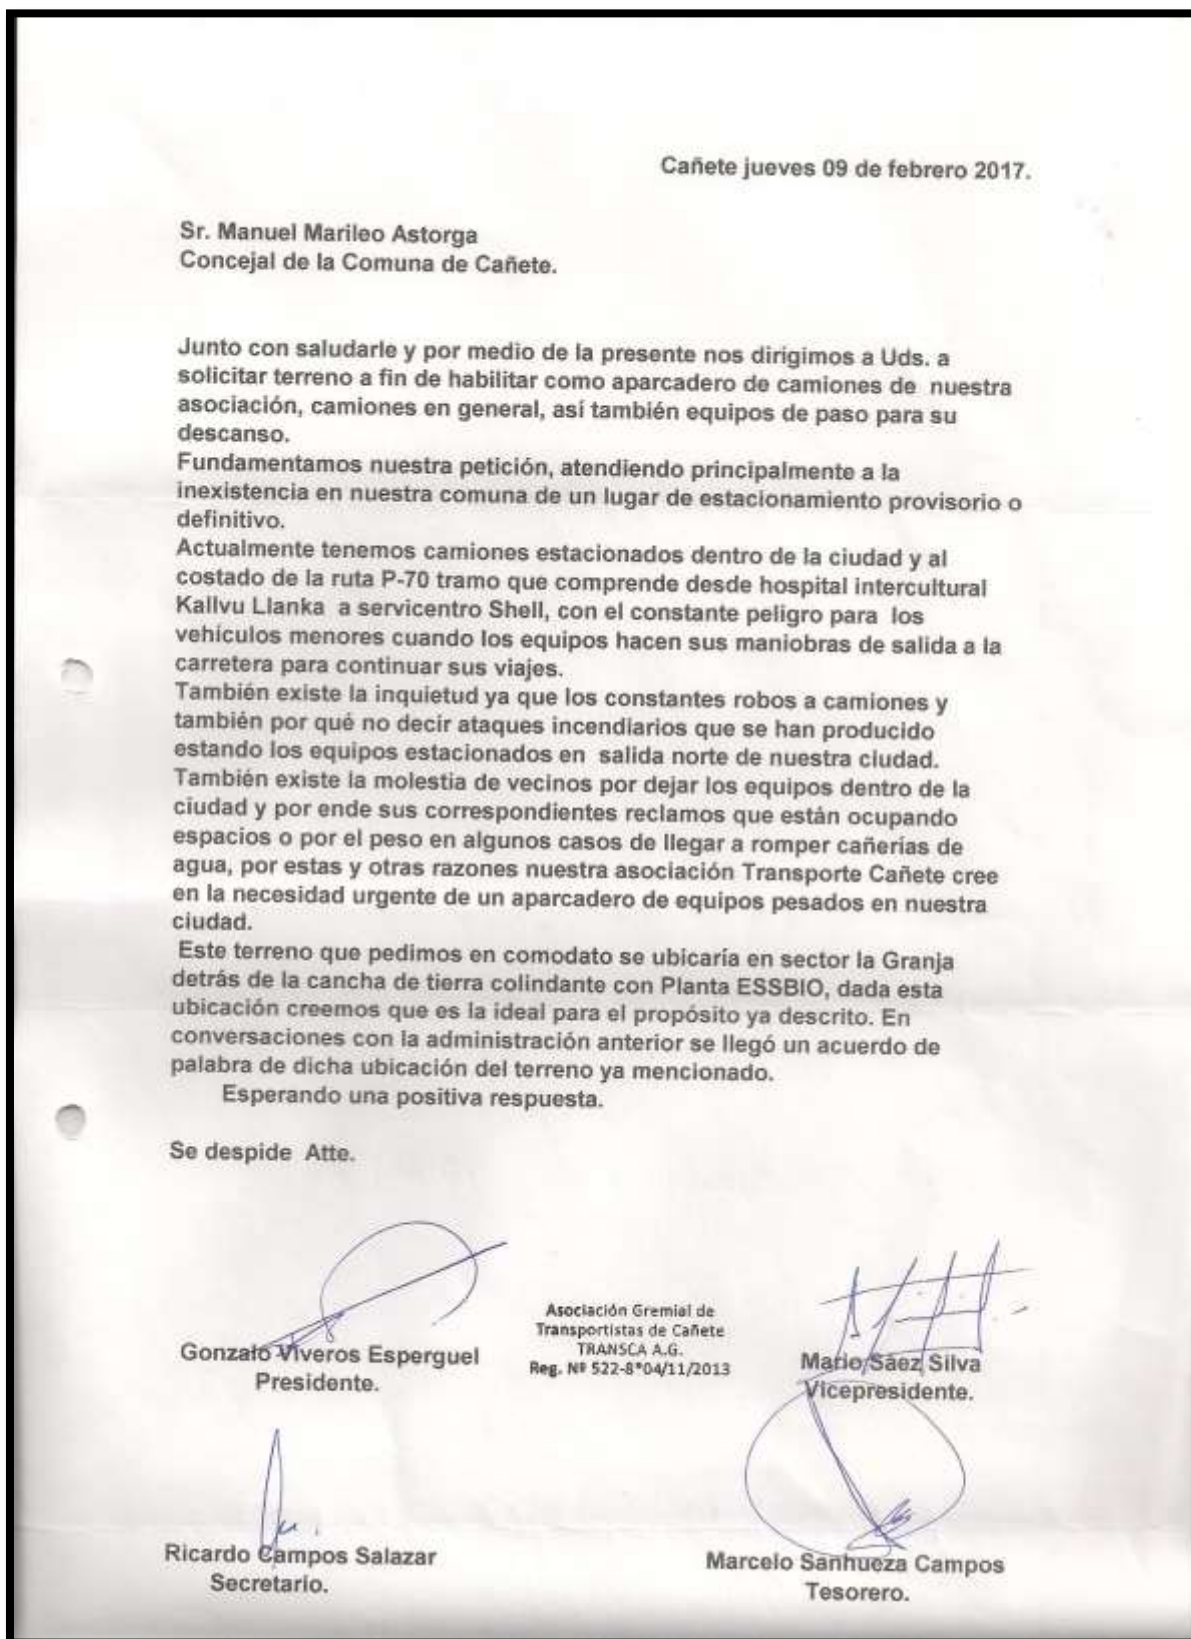 Cañete jueves 09 de febrero 2017.
Sr. Manuel Marileo Astorga
Concejal de la Comuna de Cañete.
Junto con saludarle y por medio de la presente nos dirigimos a Uds. a
solicitar terreno a fin de habilitar como aparcadero de camiones de nuestra
asociación, camiones en general, así también equipos de paso para su
descanso.
Fundamentamos nuestra petición, atendiendo principalmente a la
inexistencia en nuestra comuna de un lugar de estacionamiento provisorio o
definitivo.
Actualmente tenemos camiones estacionados dentro de la ciudad y al
costado de la ruta P-70 tramo que comprende desde hospital intercultural
Kallvu Llanka a servicentro Shell, con el constante peligro para los
vehículos menores cuando los equipos hacen sus maniobras de salida a la
carretera para continuar sus viajes.
También existe la inquietud ya que los constantes robos a camiones y
también por qué no decir ataques incendiarios que se han producido
estando los equipos estacionados en salida norte de nuestra ciudad.
También existe la molestia de vecinos por dejar los equipos dentro de la
ciudad y por ende sus correspondientes reclamos que están ocupando
espacios o por el peso en algunos casos de llegar a romper cañerías de
agua, por estas y otras razones nuestra asociación Transporte Cañete cree
en la necesidad urgente de un aparcadero de equipos pesados en nuestra
ciudad.
Este terreno que pedimos en comodato se ubicaría en sector la Granja
detrás de la cancha de tierra colindante con Planta ESSBIO, dada esta
ubicación creemos que es la ideal para el propósito ya descrito. En
conversaciones con la administración anterior se llegó un acuerdo de
palabra de dicha ubicación del terreno ya mencionado.
Esperando una positiva respuesta.
Se despide Atte.
Gonzalo Viveros Esperguel
Presidente.
Asociación Gremial de
Transportistas de Cañete
TRANSCA A.G.
Reg. Nº 522-8*04/11/2013
Mario Sáez Silva
Vicepresidente.
Ricardo Campos Salazar
Secretario.
Marcelo Sanhueza Campos
Tesorero.